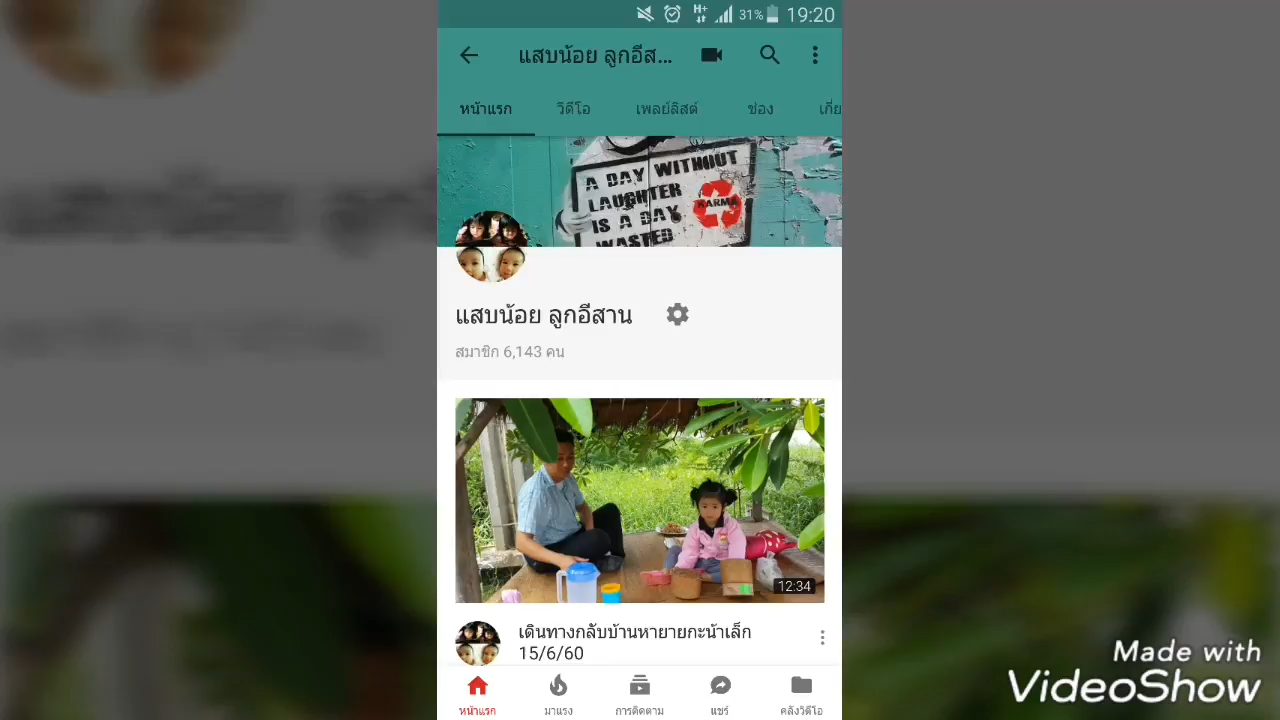 31% 19:20
แสบน้อย ลูกอีส...
หน้าแรก วิดีโอ เพลย์ลิสต์ ช่อง เกี่ย
A DAY WITHOUT
LAUGHTER
IS A DAY
WASTED
KARMA
แสบน้อย ลูกอีสาน
สมาชิก 6,143 คน
12:34
เดินทางกลับบ้านหายายกะน้าเล็ก
15/6/60
หน้าแรก มาแรง การติดตาม แชร์ คลังวิดีโอ
Made with
VideoShow